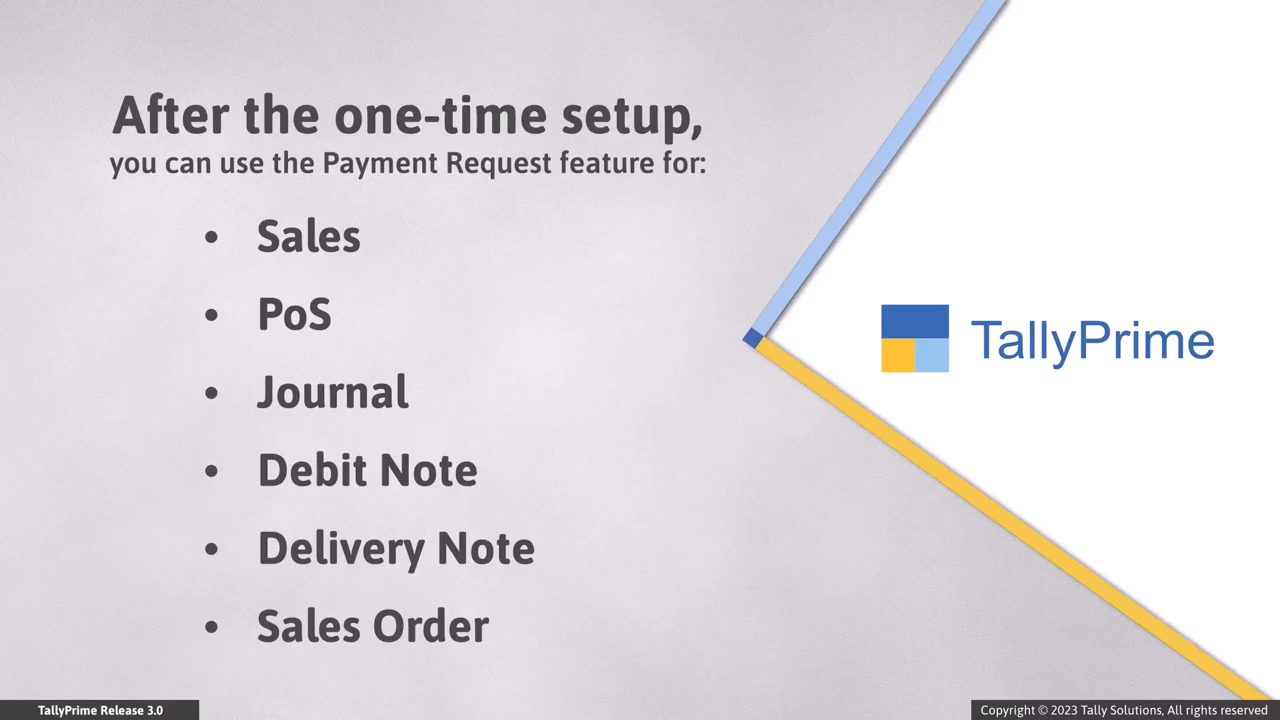 After the one-time setup,
you can use the Payment Request feature for:
• Sales
• PoS
• Journal
• Debit Note
• Delivery Note
• Sales Order
TallyPrime
TallyPrime Release 3.0
Copyright © 2023 Tally Solutions, All rights reserved